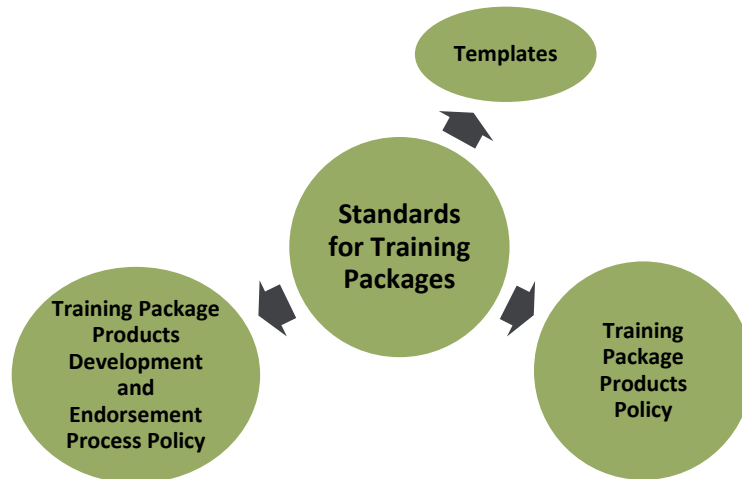 Templates
Standards
for Training
Packages
Training Package
Products
Development
and
Endorsement
Process Policy
Training
Package
Products
Policy